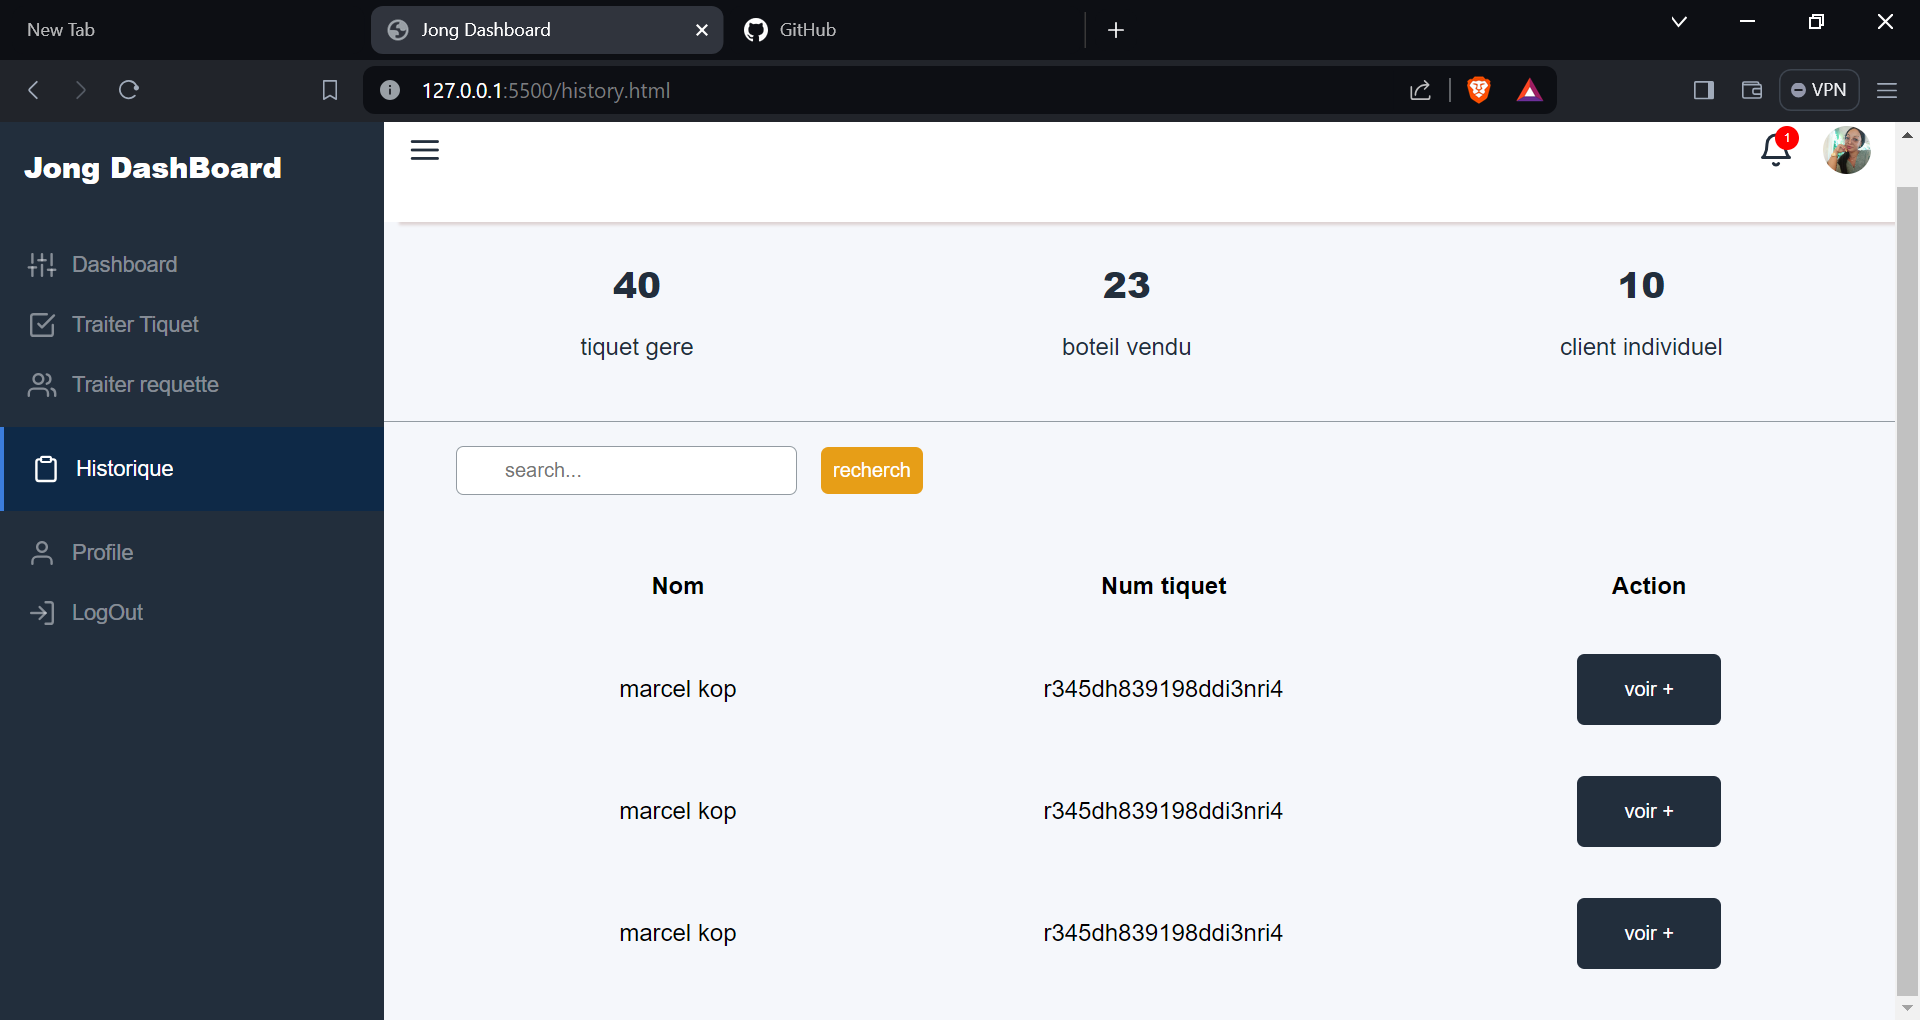 New Tab
Jong Dashboard
GitHub
127.0.0.1:5500/history.html
VPN
Jong DashBoard
1
Dashboard
Traiter Tiquet
Traiter requette
Historique
Profile
LogOut
40
23
10
tiquet gere
boteil vendu
client individuel
search...
recherch
Nom
Num tiquet
Action
marcel kop
r345dh839198ddi3nri4
voir +
marcel kop
r345dh839198ddi3nri4
voir +
marcel kop
r345dh839198ddi3nri4
voir +